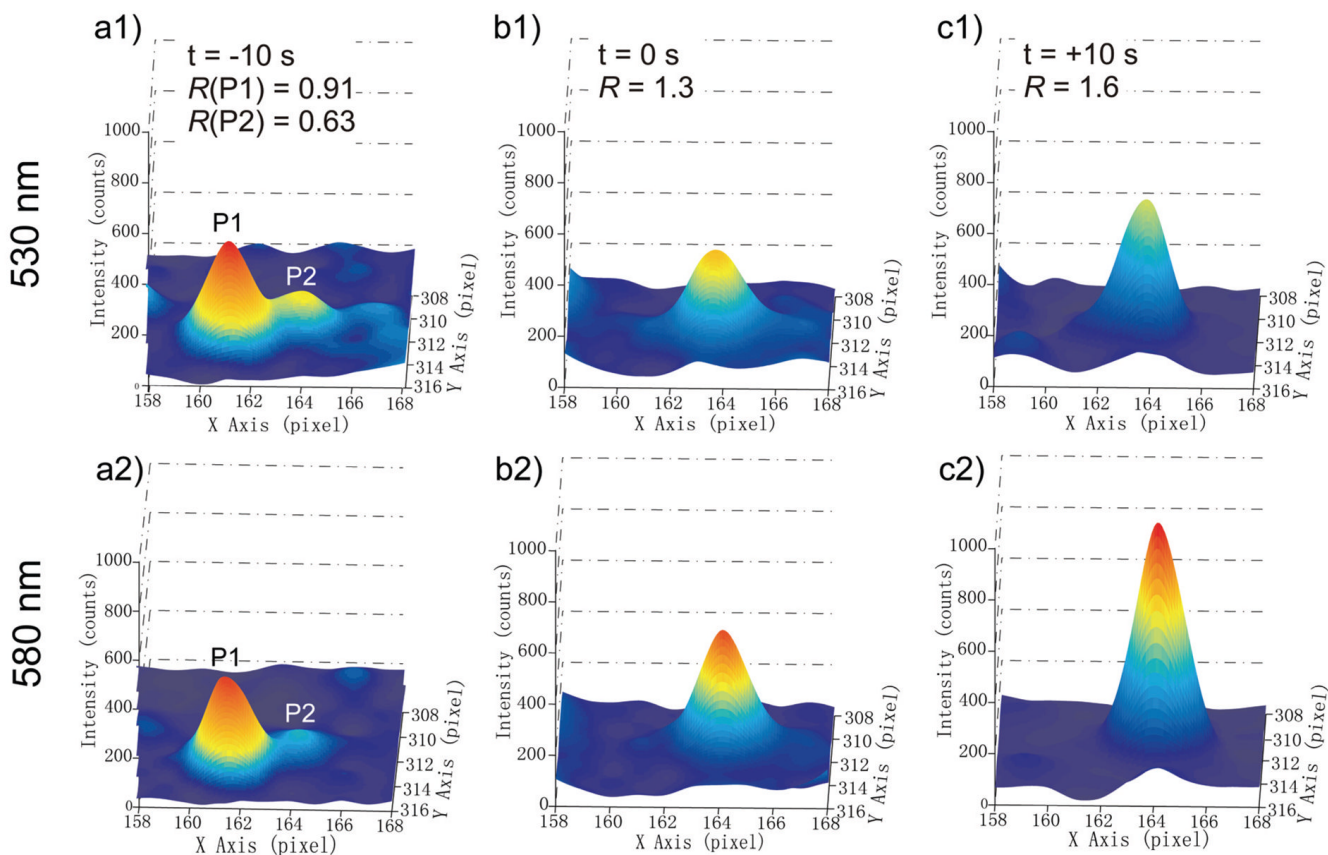 a1)
t = -10 s
R(P1) = 0.91
R(P2) = 0.63
P1
P2
1000
800
600
400
200
0
Intensity (counts)
158 160 162 164 166 168
X Axis (pixel)
308
310
312
314
316
Y Axis (pixel)
b1)
t = 0 s
R = 1.3
1000
800
600
400
200
0
Intensity (counts)
158 160 162 164 166 168
X Axis (pixel)
308
310
312
314
316
Y Axis (pixel)
c1)
t = +10 s
R = 1.6
1000
800
600
400
200
0
Intensity (counts)
158 160 162 164 166 168
X Axis (pixel)
308
310
312
314
316
Y Axis (pixel)
530 nm
a2)
P1
P2
1000
800
600
400
200
0
Intensity (counts)
158 160 162 164 166 168
X Axis (pixel)
308
310
312
314
316
Y Axis (pixel)
b2)
1000
800
600
400
200
0
Intensity (counts)
158 160 162 164 166 168
X Axis (pixel)
308
310
312
314
316
Y Axis (pixel)
c2)
1000
800
600
400
200
0
Intensity (counts)
158 160 162 164 166 168
X Axis (pixel)
308
310
312
314
316
Y Axis (pixel)
580 nm